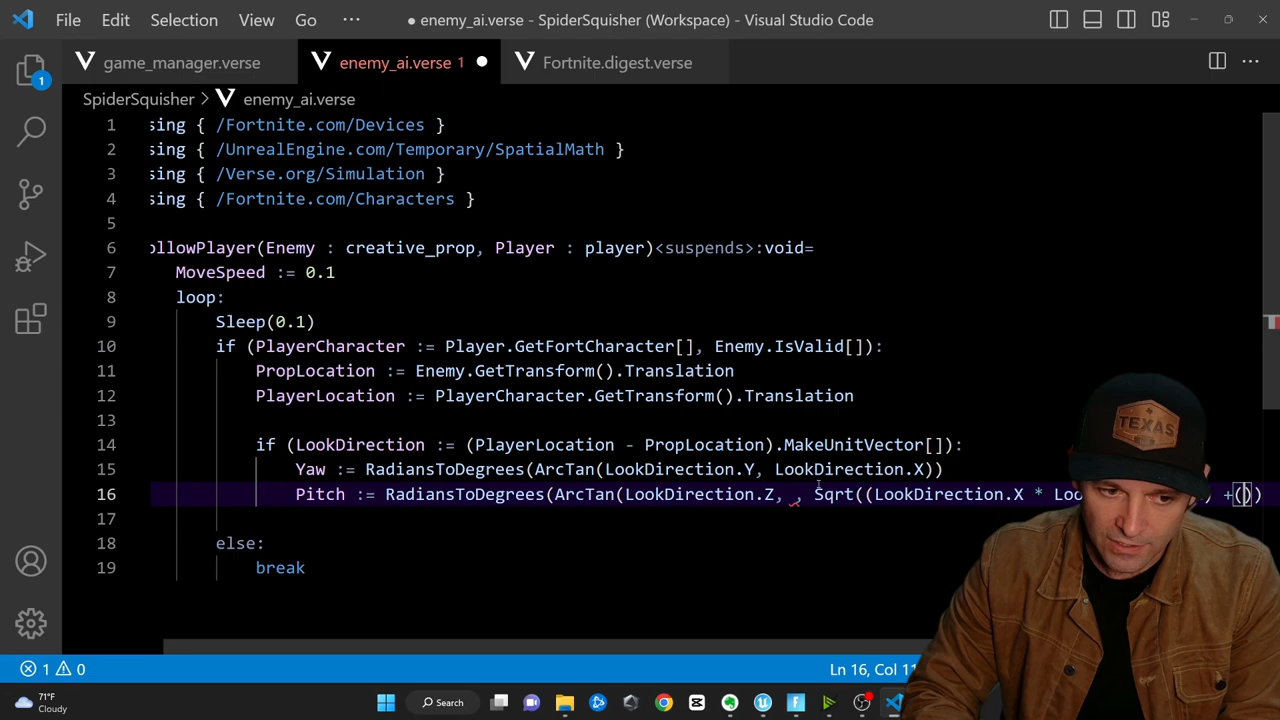 File Edit Selection View Go ··· ● enemy_ai.verse - SpiderSquisher (Workspace) - Visual Studio Code
game_manager.verse enemy_ai.verse 1 ● Fortnite.digest.verse ···
SpiderSquisher > enemy_ai.verse
1 sing { /Fortnite.com/Devices }
2 sing { /UnrealEngine.com/Temporary/SpatialMath }
3 sing { /Verse.org/Simulation }
4 sing { /Fortnite.com/Characters }
5
6 ollowPlayer(Enemy : creative_prop, Player : player)<suspends>:void=
7 MoveSpeed := 0.1
8 loop:
9 Sleep(0.1)
10 if (PlayerCharacter := Player.GetFortCharacter[], Enemy.IsValid[]):
11 PropLocation := Enemy.GetTransform().Translation
12 PlayerLocation := PlayerCharacter.GetTransform().Translation
13
14 if (LookDirection := (PlayerLocation - PropLocation).MakeUnitVector[]):
15 Yaw := RadiansToDegrees(ArcTan(LookDirection.Y, LookDirection.X))
16 Pitch := RadiansToDegrees(ArcTan(LookDirection.Z, , Sqrt((LookDirection.X * Loo ) +())
17
18 else:
19 break
1 0 Ln 16, Col 11
71°F Search
Cloudy
TEXAS